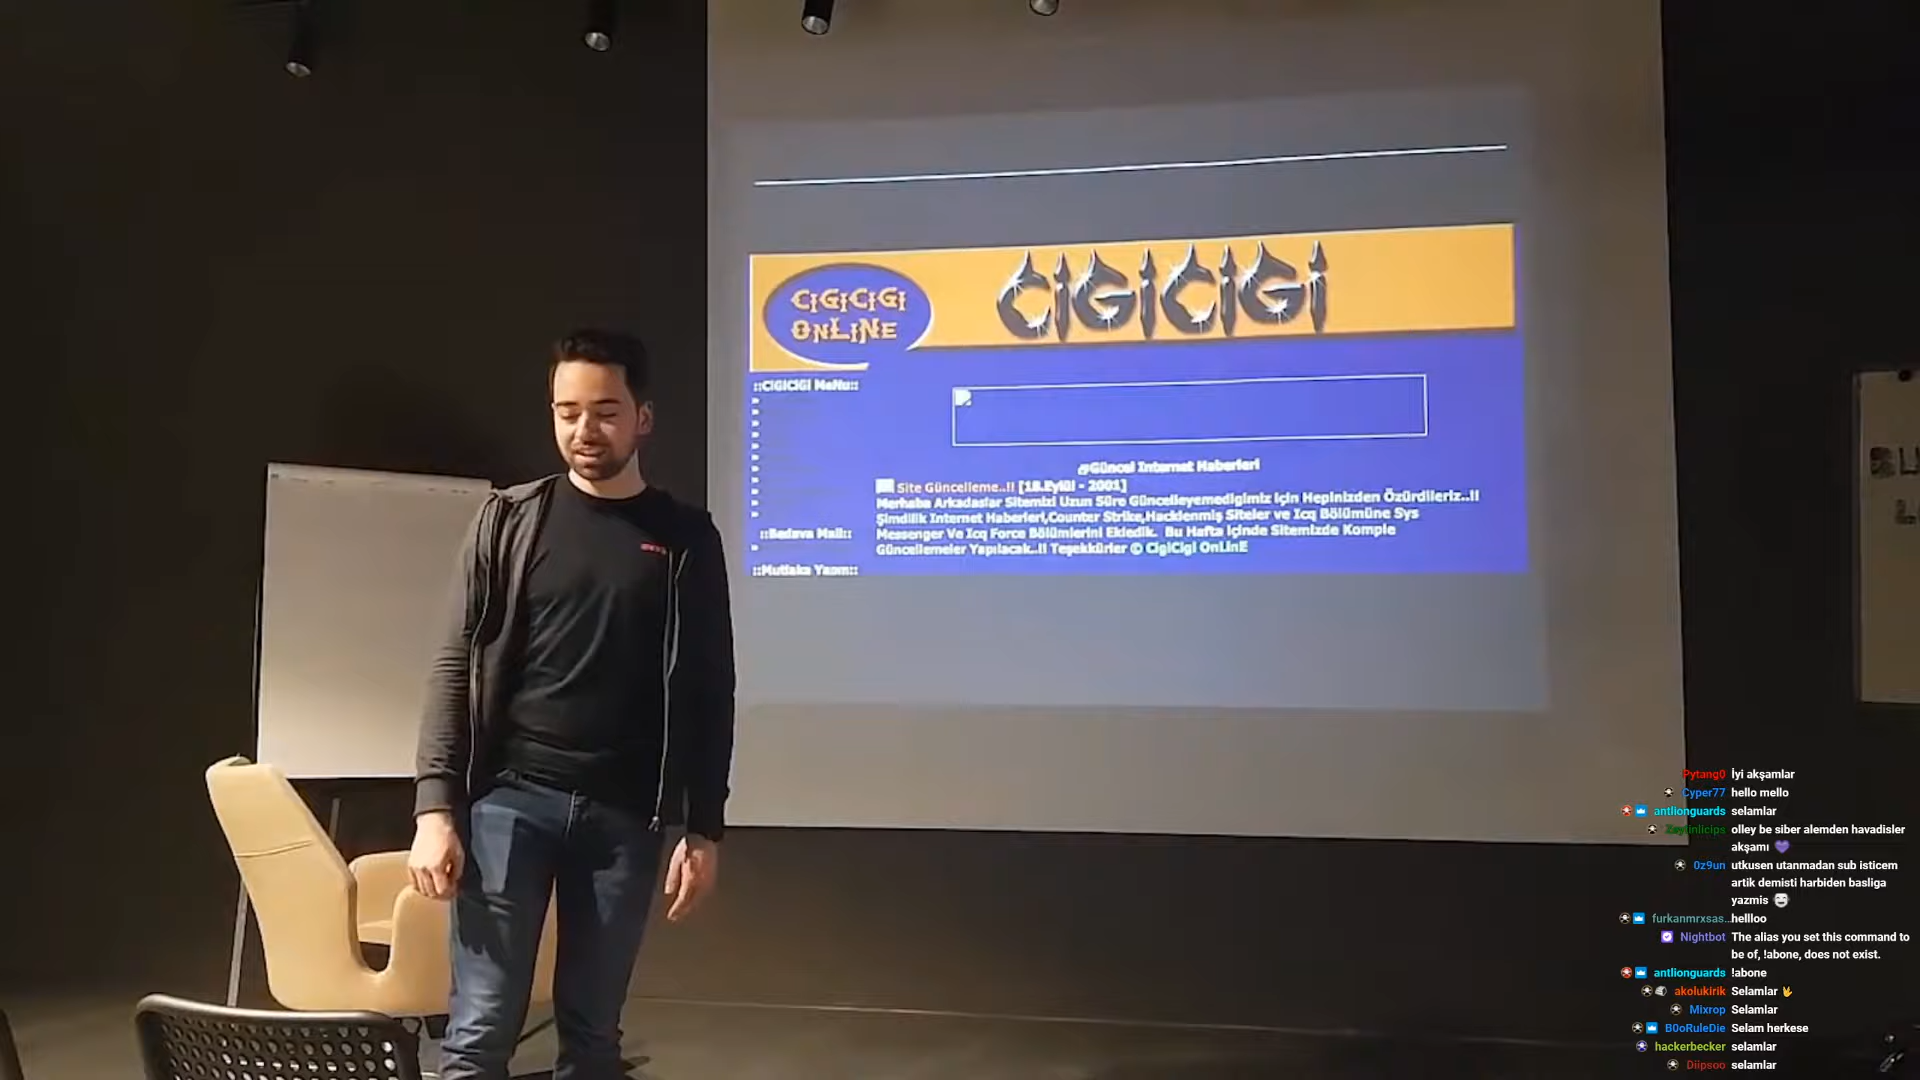 CiGiCiGi
CiGiCiGi
ONLiNE
::CiGiCiGi MeNu::
Güncel Internet Haberleri
Site Güncelleme..!! [18.Eylül - 2001]
Merhaba Arkadaslar Sitemizi Uzun Süre Güncelleyemedigimiz için Hepinizden Özürdileriz..!!
Şimdilik Internet Haberleri,Counter Strike,Hacklenmiş Siteler ve Icq Bölümüne Sys
Messenger Ve Icq Force Bölümlerini Ekledik. Bu Hafta içinde Sitemizde Komple
Güncellemeler Yapılacak..!! Teşekkürler © CigiCigi OnLinE
::Bedava Mail::
::Mutlaka Yazın::
Pytang0 İyi akşamlar
Cyper77 hello mello
antlionguards selamlar
Zeytinlicips olley be siber alemden havadisler
akşamı
0z9un utkusen utanmadan sub isticem
artik demisti harbiden basliga
yazmis
furkanmrxsas... hellloo
Nightbot The alias you set this command to
be of, !abone, does not exist.
antlionguards !abone
akolukirik Selamlar
Mixrop Selamlar
B0oRuleDie Selam herkese
hackerbecker selamlar
Diipsoo selamlar